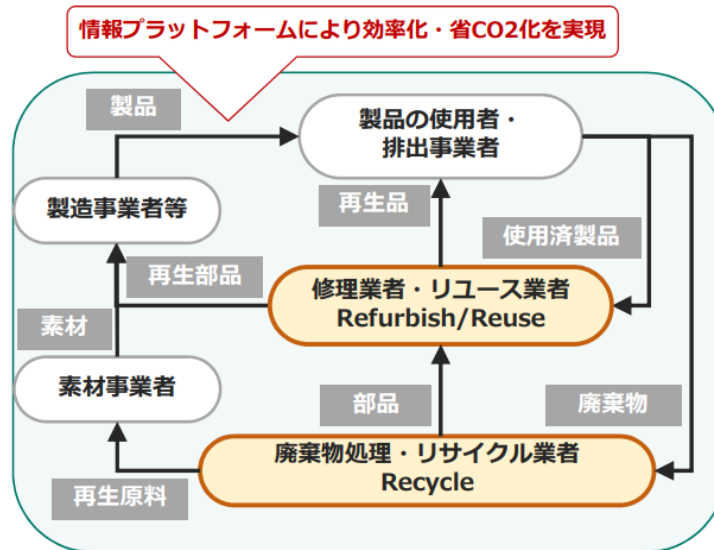 情報プラットフォームにより効率化・省CO2化を実現
製品
製品の使用者・
排出事業者
製造事業者等
再生品
使用済製品
再生部品
修理業者・リユース業者
Refurbish/Reuse
素材
素材事業者
部品
廃棄物
廃棄物処理・リサイクル業者
Recycle
再生原料